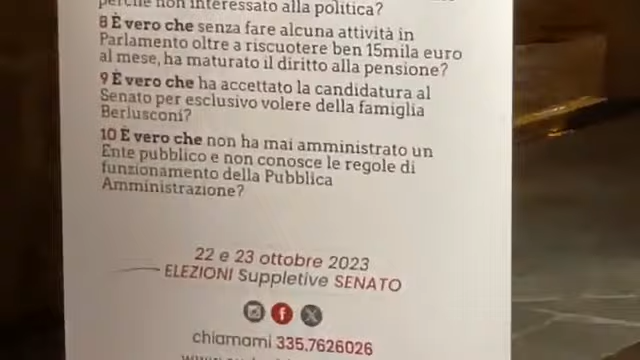 perché non interessato alla politica?
8 È vero che senza fare alcuna attività in
Parlamento oltre a riscuotere ben 15mila euro
al mese, ha maturato il diritto alla pensione?
9 È vero che ha accettato la candidatura al
Senato per esclusivo volere della famiglia
Berlusconi?
10 È vero che non ha mai amministrato un
Ente pubblico e non conosce le regole di
funzionamento della Pubblica
Amministrazione?
22 e 23 ottobre 2023
ELEZIONI Suppletive SENATO
chiamami 335.7626026